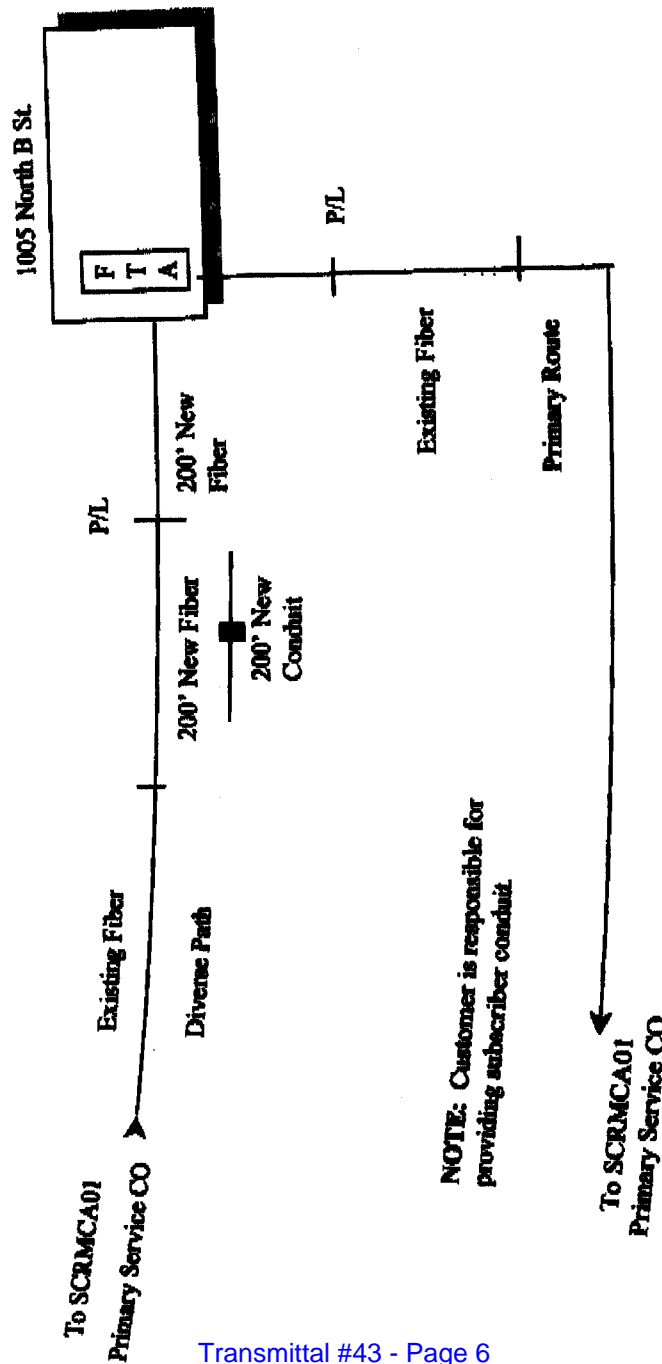 1005 North B St.
F
T
A
P/L
200' New
Fiber
200' New Fiber
200' New
Conduit
Existing Fiber
Diverse Path
To SCRMCA01
Primary Service CO
P/L
Existing Fiber
Primary Route
NOTE: Customer is responsible for
providing subscriber conduit.
To SCRMCA01
Primary Service CO
Transmittal #43 - Page 6